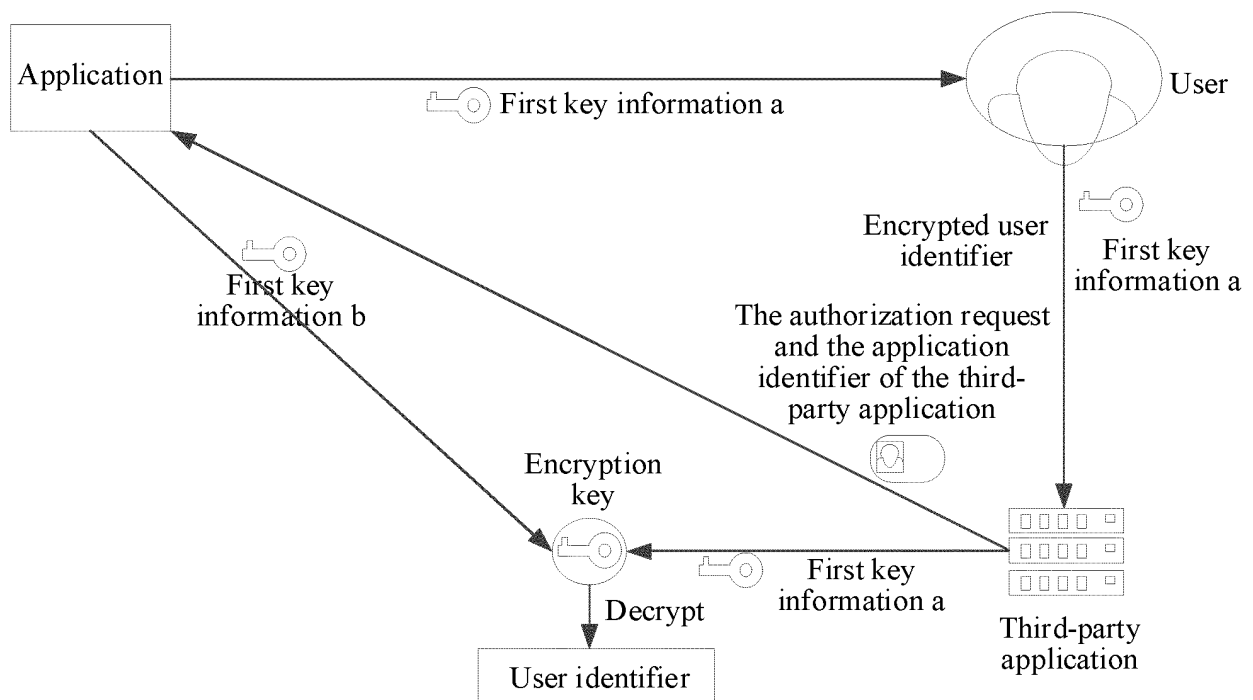 Application
First key information a
User
Encrypted user
identifier
First key
information a
First key
information b
The authorization request
and the application
identifier of the third-
party application
Encryption
key
First key
information a
Decrypt
Third-party
application
User identifier